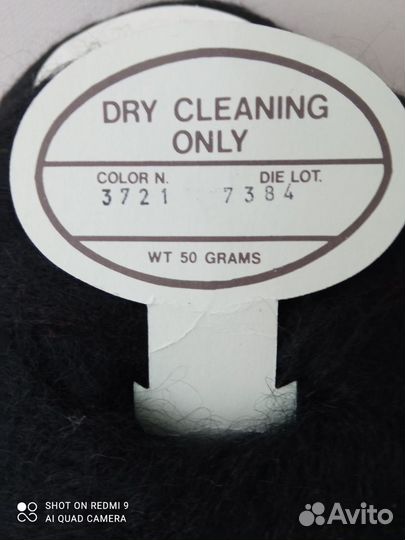 DRY CLEANING
ONLY
COLOR N. DIE LOT.
3721 7384
WT 50 GRAMS
SHOT ON REDMI 9
AI QUAD CAMERA
Avito